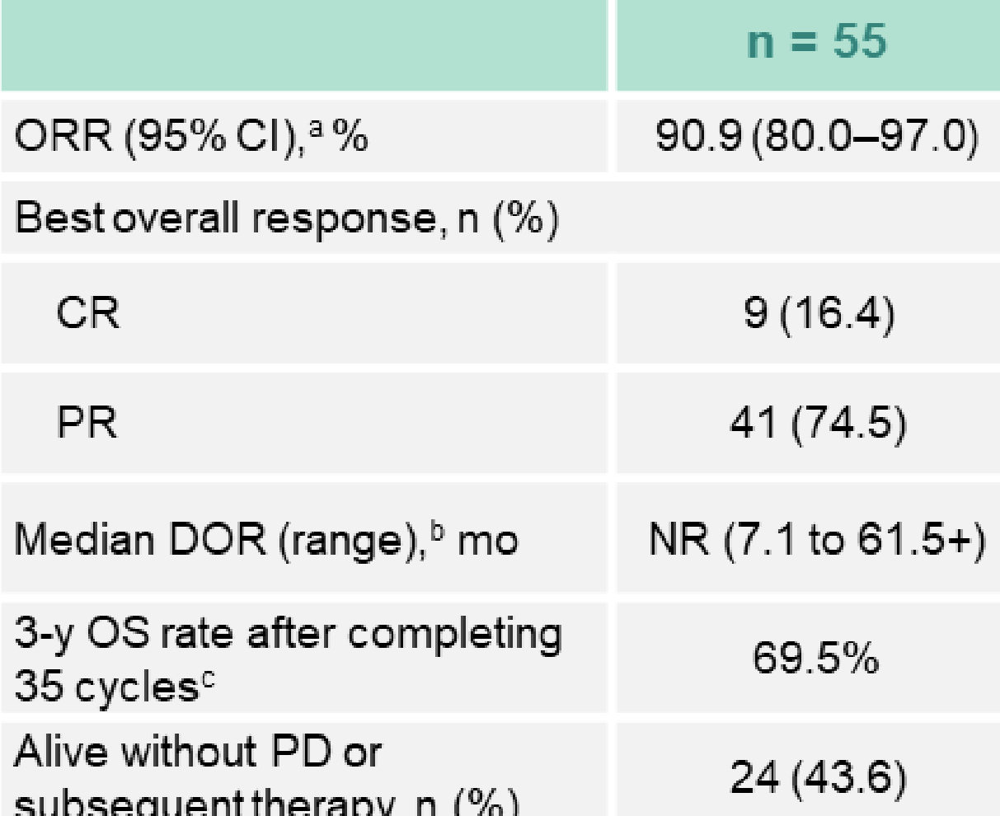 n = 55
ORR (95% CI),ᵃ % 90.9 (80.0–97.0)
Best overall response, n (%)
CR 9 (16.4)
PR 41 (74.5)
Median DOR (range),ᵇ mo NR (7.1 to 61.5+)
3-y OS rate after completing
35 cyclesᶜ 69.5%
Alive without PD or
subsequent therapy, n (%) 24 (43.6)